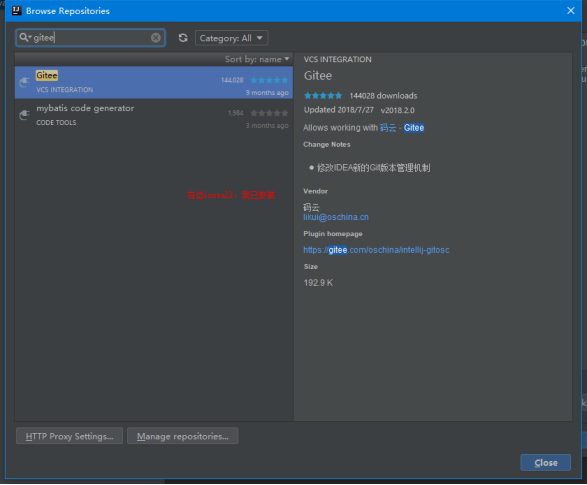 Browse Repositories
gitee
Category: All
Sort by: name
Gitee
144,028
VCS INTEGRATION
9 months ago
mybatis code generator
1,984
CODE TOOLS
3 months ago
VCS INTEGRATION
Gitee
144028 downloads
Updated 2018/7/27 v2018.2.0
Allows working with 码云 - Gitee
Change Notes
修改IDEA新的Git版本管理机制
Vendor
码云
likui@oschina.cn
Plugin homepage
https://gitee.com/oschina/intellij-gitosc
Size
192.9 K
HTTP Proxy Settings...
Manage repositories...
Close